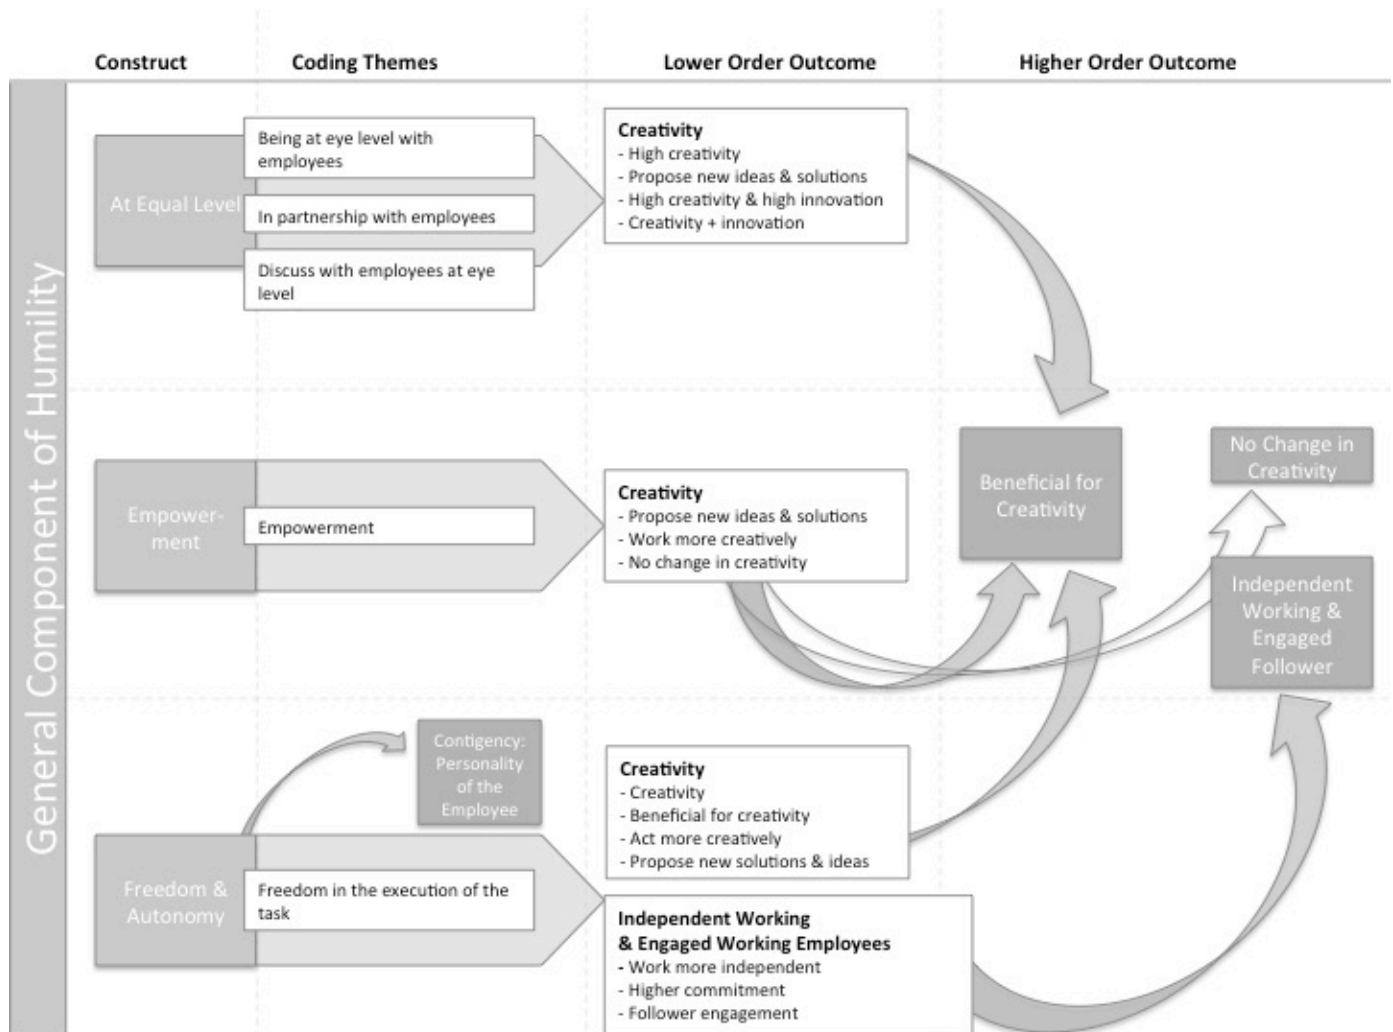 Construct
Coding Themes
Lower Order Outcome
Higher Order Outcome
General Component of Humility
At Equal Level
Being at eye level with
employees
In partnership with employees
Discuss with employees at eye
level
Creativity
- High creativity
- Propose new ideas & solutions
- High creativity & high innovation
- Creativity + innovation
Empower-
ment
Empowerment
Creativity
- Propose new ideas & solutions
- Work more creatively
- No change in creativity
Beneficial for
Creativity
No Change in
Creativity
Independent
Working &
Engaged
Follower
Contigency:
Personality
of the
Employee
Freedom &
Autonomy
Freedom in the execution of the
task
Creativity
- Creativity
- Beneficial for creativity
- Act more creatively
- Propose new solutions & ideas
Independent Working
& Engaged Working Employees
- Work more independent
- Higher commitment
- Follower engagement